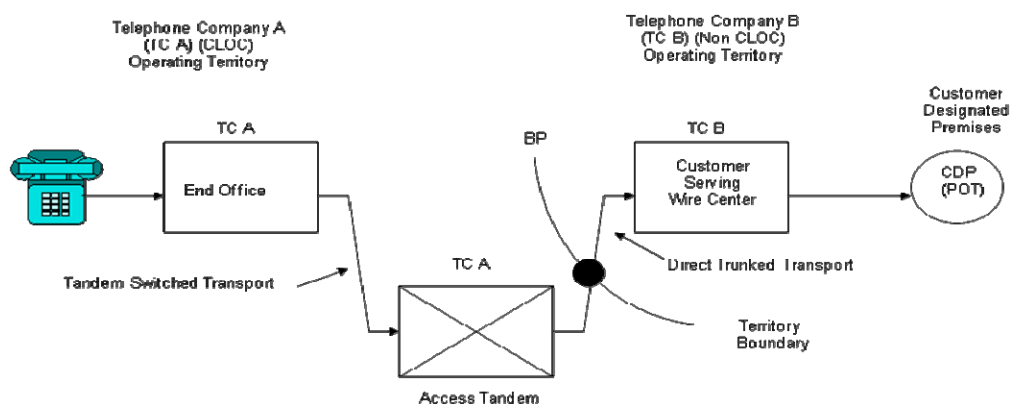 Telephone Company A
(TC A) (CLOC)
Operating Territory
Telephone Company B
(TC B) (Non CLOC)
Operating Territory
Customer
Designated
Premises
TC A
BP
TC B
End Office
Customer
Serving
Wire Center
CDP
(POT)
Tandem Switched Transport
TC A
Direct Trunked Transport
Territory
Boundary
Access Tandem